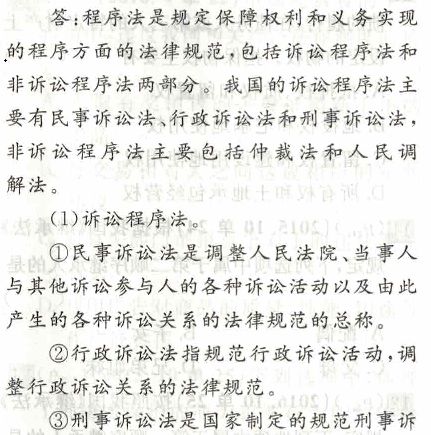 答:程序法是规定保障权利和义务实现
的程序方面的法律规范,包括诉讼程序法和
非诉讼程序法两部分。我国的诉讼程序法主
要有民事诉讼法、行政诉讼法和刑事诉讼法,
非诉讼程序法主要包括仲裁法和人民调
解法。
(1)诉讼程序法。
①民事诉讼法是调整人民法院、当事人
与其他诉讼参与人的各种诉讼活动以及由此
产生的各种诉讼关系的法律规范的总称。
②行政诉讼法指规范行政诉讼活动,调
整行政诉讼关系的法律规范。
③刑事诉讼法是国家制定的规范刑事诉